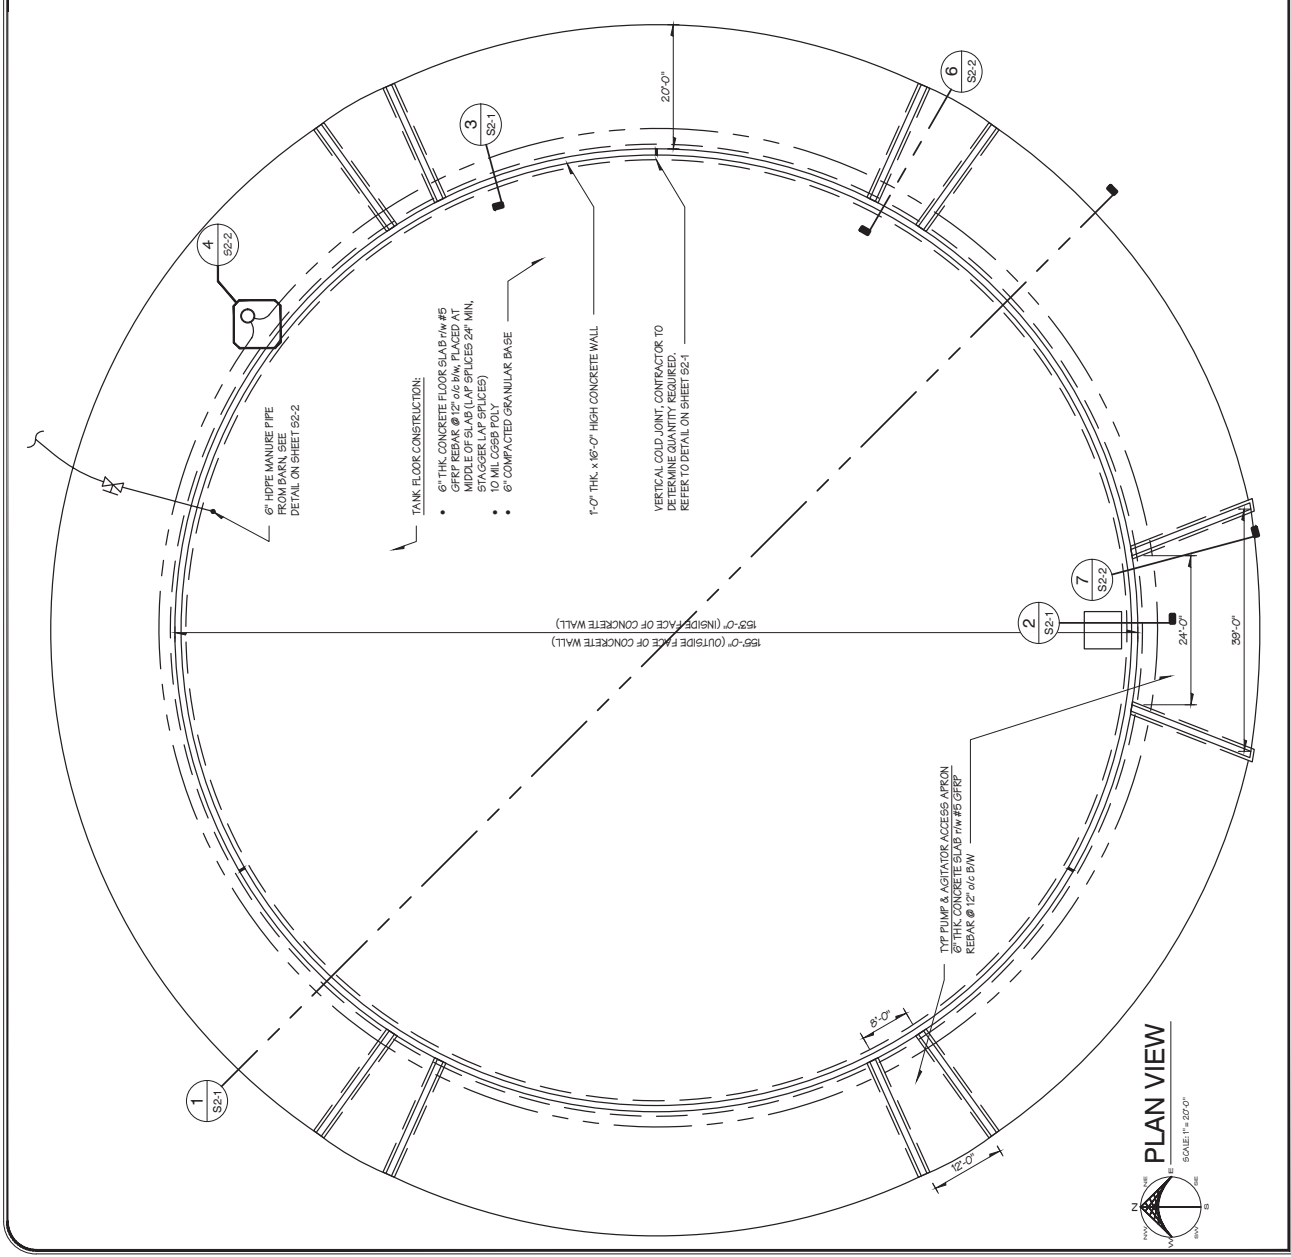 4
S2-2
3
S2-1
6
S2-2
20'-0"
6" HDPE MANURE PIPE
FROM BARN, SEE
DETAIL ON SHEET S2-2
TANK FLOOR CONSTRUCTION:
• 6" THK. CONCRETE FLOOR SLAB r/w #5
GFRP REBAR @ 12" o/c b/w, PLACED AT
MIDDLE OF SLAB (LAP SPLICES 24" MIN,
STAGGER LAP SPLICES)
• 10 MIL CGSB POLY
• 6" COMPACTED GRANULAR BASE
1'-0" THK. x 16'-0" HIGH CONCRETE WALL
VERTICAL COLD JOINT, CONTRACTOR TO
DETERMINE QUANTITY REQUIRED.
REFER TO DETAIL ON SHEET S2-1
153'-0" (INSIDE FACE OF CONCRETE WALL)
155'-0" (OUTSIDE FACE OF CONCRETE WALL)
2
S2-1
7
S2-2
24'-0"
39'-0"
TYP PUMP & AGITATOR ACCESS APRON
6" THK. CONCRETE SLAB r/w #5 GFRP
REBAR @ 12" o/c B/W
8'-0"
12'-0"
1
S2-1
PLAN VIEW
SCALE: 1" = 20'-0"
N
NE
E
SE
S
SW
W
NW